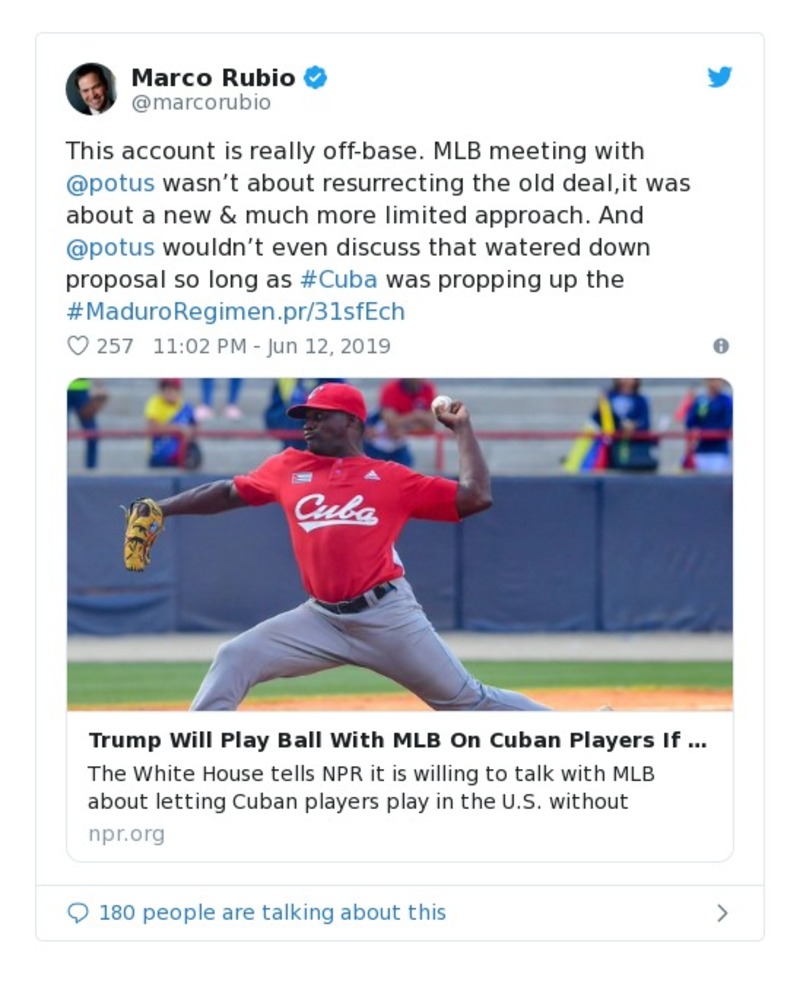 Marco Rubio
@marcorubio
This account is really off-base. MLB meeting with
@potus wasn’t about resurrecting the old deal,it was
about a new & much more limited approach. And
@potus wouldn’t even discuss that watered down
proposal so long as #Cuba was propping up the
#MaduroRegimen.pr/31sfEch
257 11:02 PM - Jun 12, 2019
Cuba
Trump Will Play Ball With MLB On Cuban Players If ...
The White House tells NPR it is willing to talk with MLB
about letting Cuban players play in the U.S. without
npr.org
180 people are talking about this